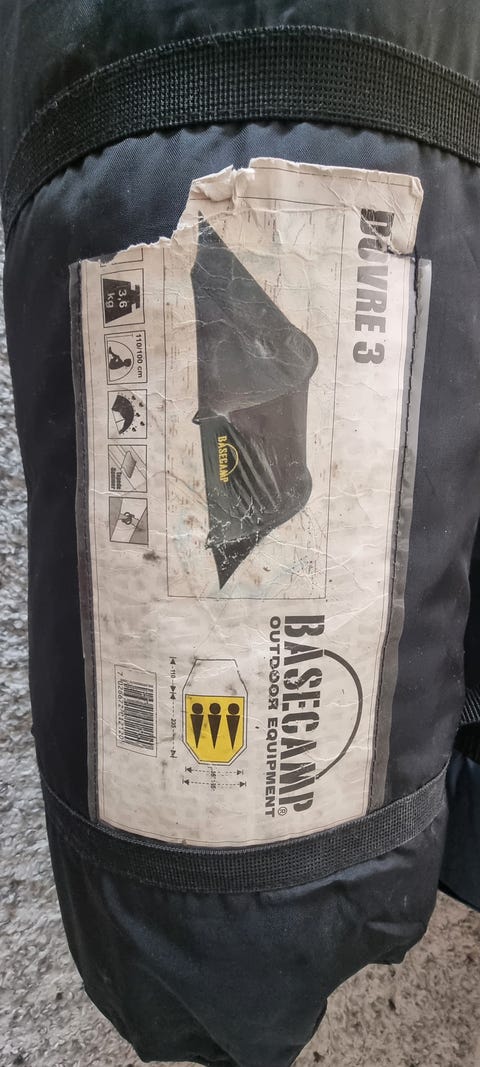 DOVRE 3
BASECAMP
3,6
kg
110/100 cm
BASECAMP®
OUTDOOR EQUIPMENT